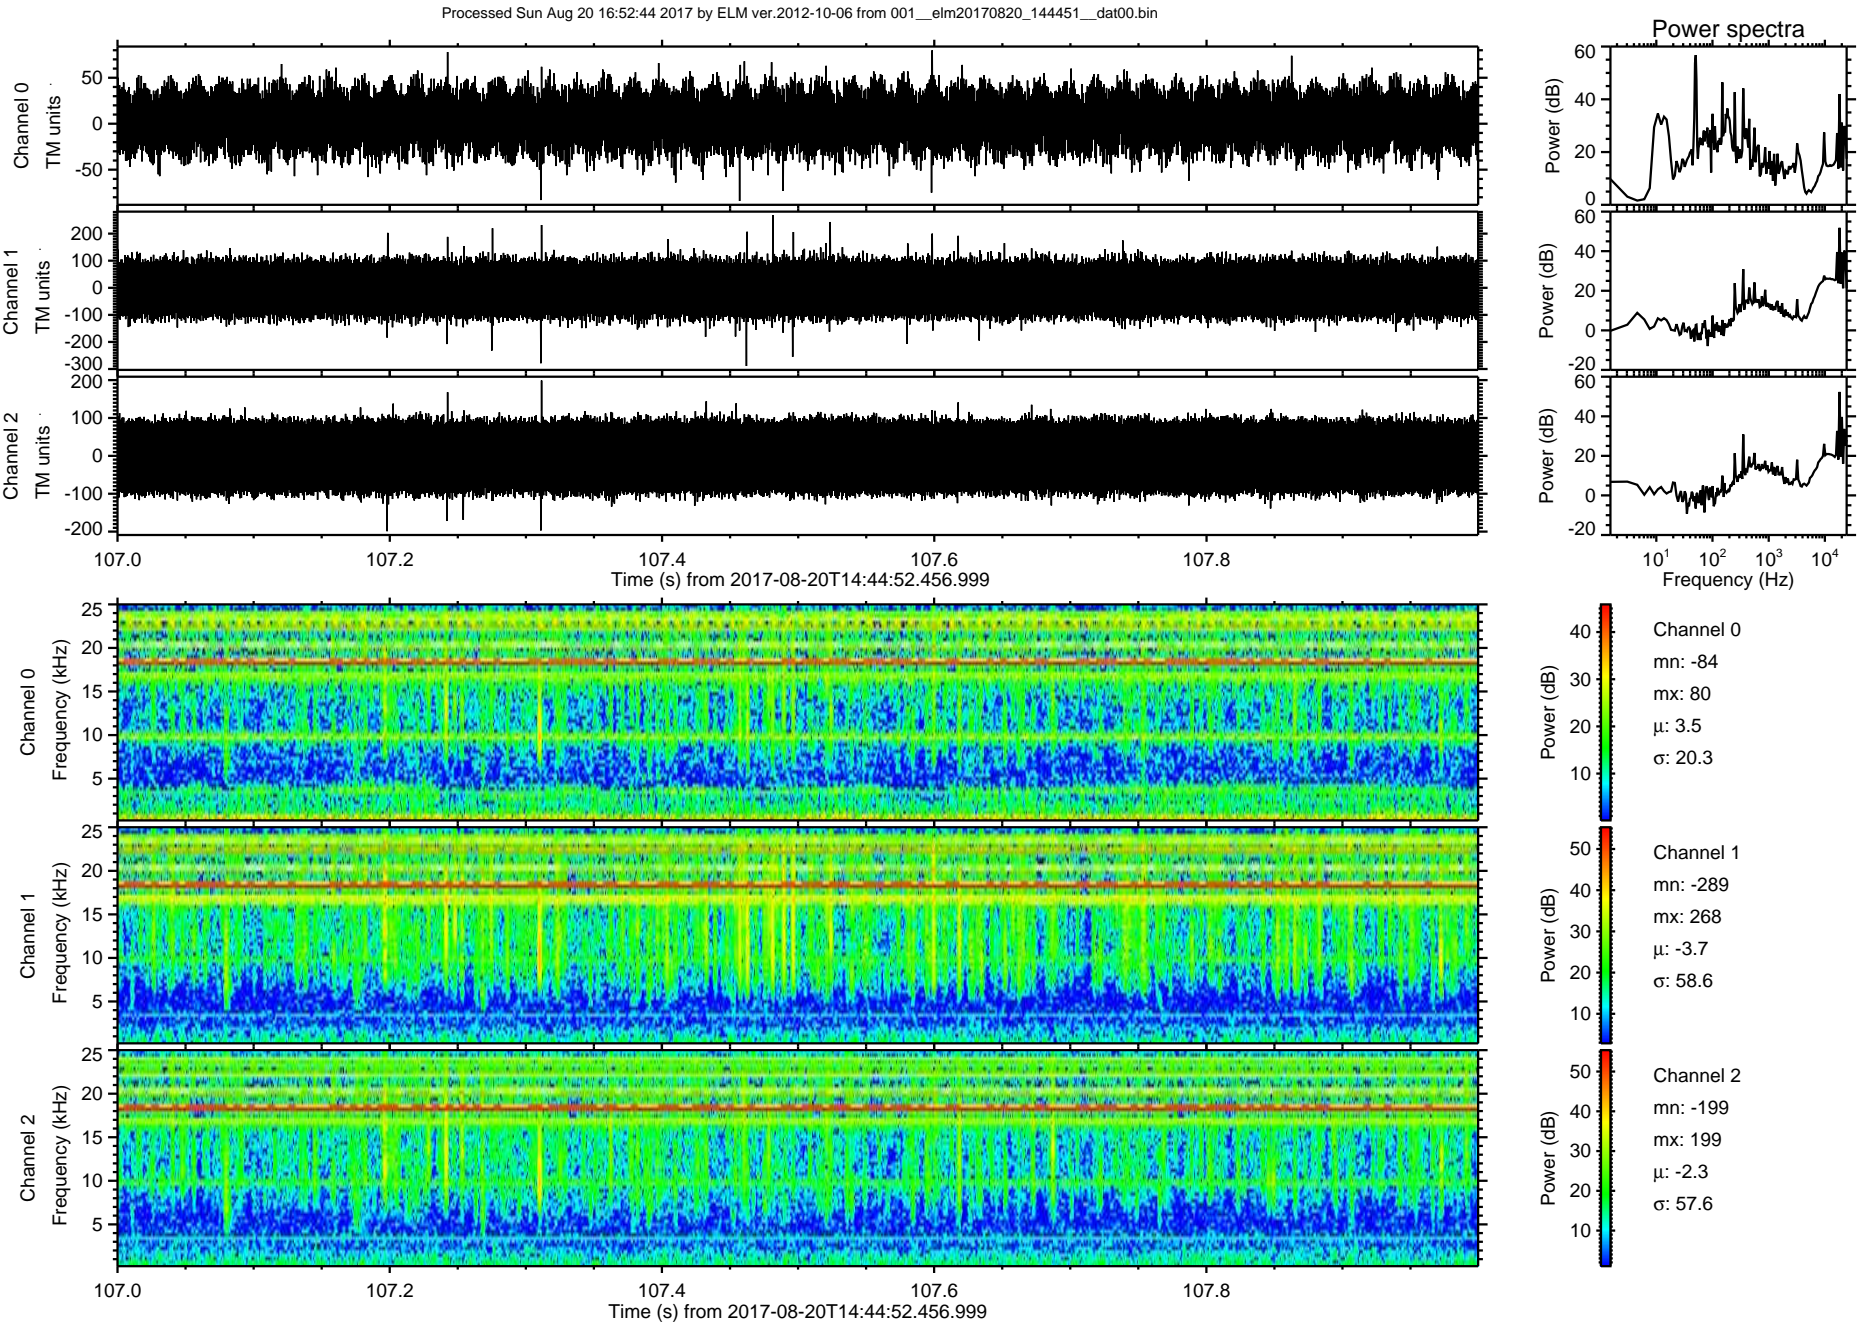 Processed Sun Aug 20 16:52:44 2017 by ELM ver.2012-10-06 from 001__elm20170820_144451__dat00.bin
Power spectra
Channel 0
TM units
50
0
-50
Power (dB)
60
40
20
0
Channel 1
TM units
200
100
0
-100
-200
-300
Power (dB)
60
40
20
0
-20
Channel 2
TM units
200
100
0
-100
-200
Power (dB)
60
40
20
0
-20
107.0 107.2 107.4 107.6 107.8
Time (s) from 2017-08-20T14:44:52.456.999
10^1 10^2 10^3 10^4
Frequency (Hz)
Channel 0
Frequency (kHz)
25
20
15
10
5
Power (dB)
40
30
20
10
Channel 0
mn: -84
mx: 80
μ: 3.5
σ: 20.3
Channel 1
Frequency (kHz)
25
20
15
10
5
Power (dB)
50
40
30
20
10
Channel 1
mn: -289
mx: 268
μ: -3.7
σ: 58.6
Channel 2
Frequency (kHz)
25
20
15
10
5
Power (dB)
50
40
30
20
10
Channel 2
mn: -199
mx: 199
μ: -2.3
σ: 57.6
107.0 107.2 107.4 107.6 107.8
Time (s) from 2017-08-20T14:44:52.456.999